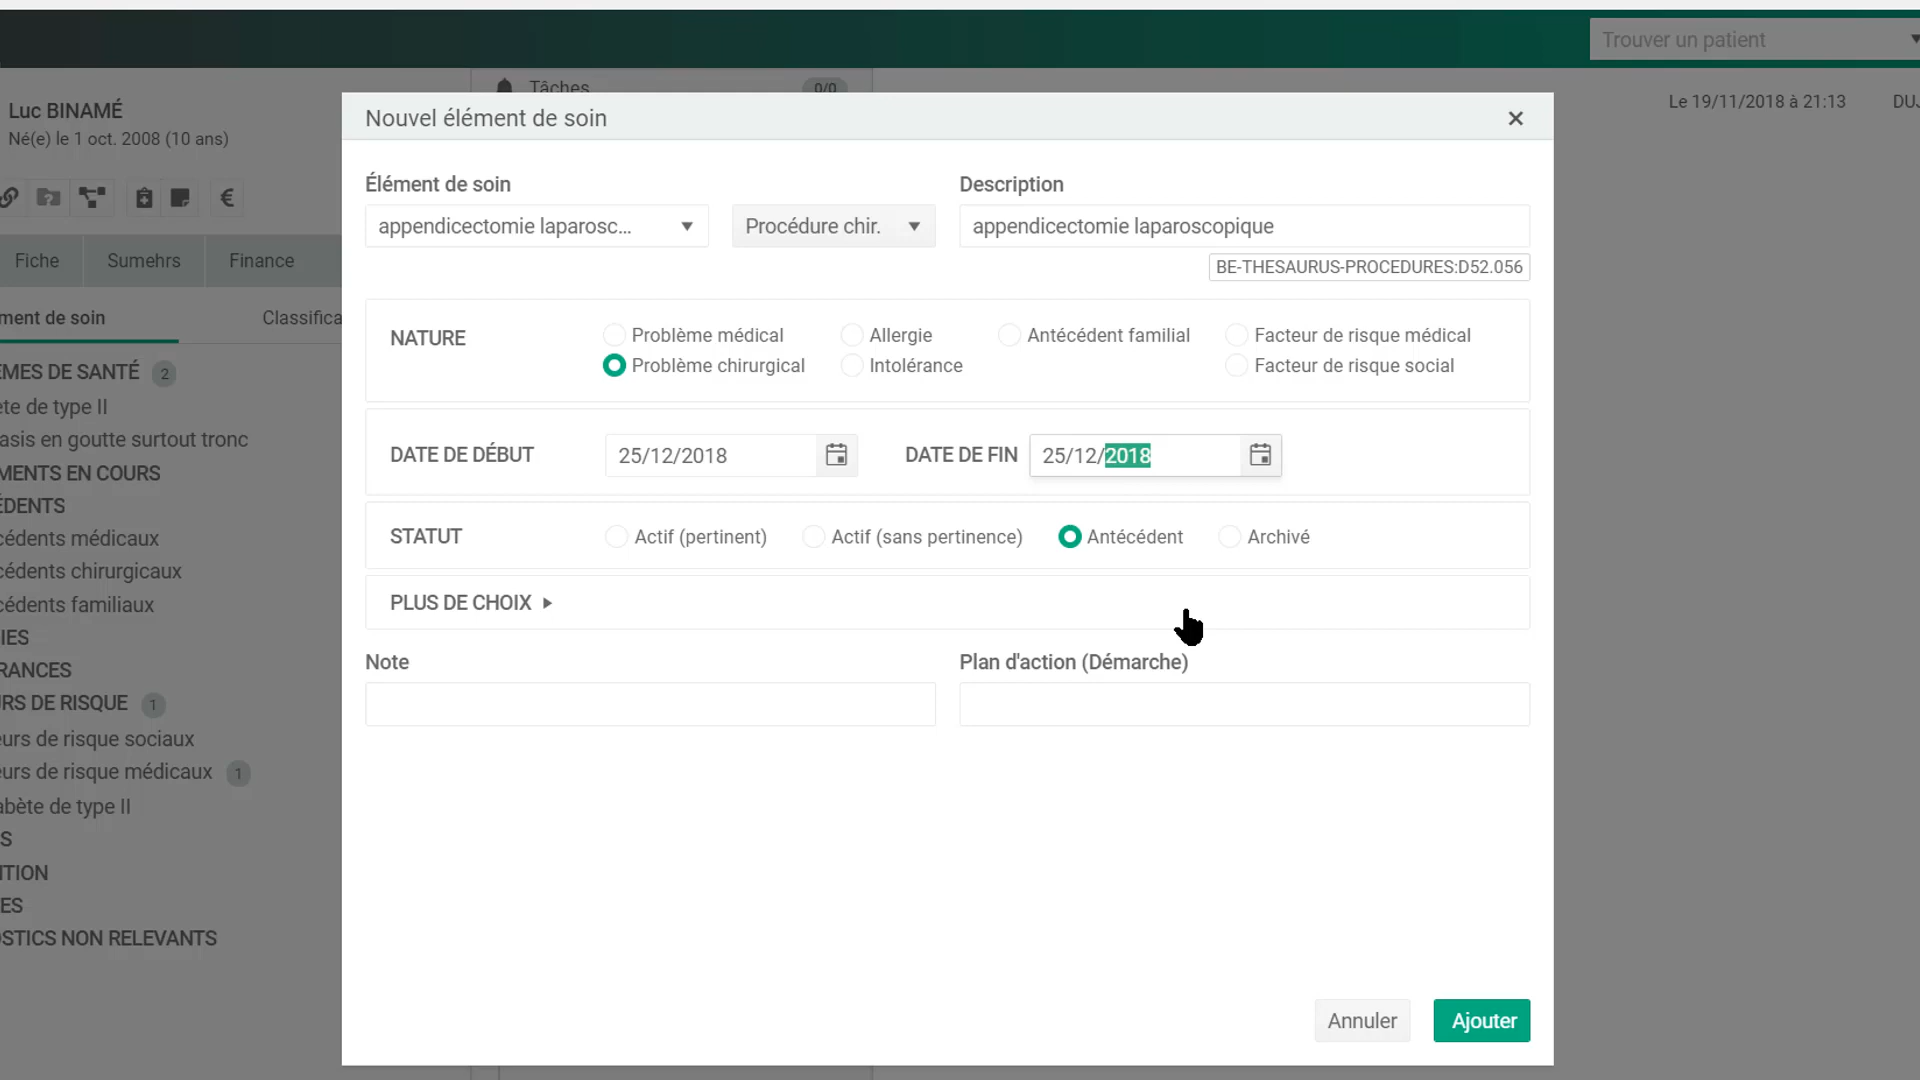 Trouver un patient
Luc BINAMÉ
Né(e) le 1 oct. 2008 (10 ans)
Tâches 0/0
Le 19/11/2018 à 21:13
Nouvel élément de soin
Élément de soin
Description
appendicectomie laparosc...
Procédure chir.
appendicectomie laparoscopique
BE-THESAURUS-PROCEDURES:D52.056
Fiche Sumehrs Finance
ment de soin Classifica
NATURE
Problème médical Allergie Antécédent familial Facteur de risque médical
Problème chirurgical Intolérance Facteur de risque social
DATE DE DÉBUT 25/12/2018 DATE DE FIN 25/12/2018
STATUT Actif (pertinent) Actif (sans pertinence) Antécédent Archivé
PLUS DE CHOIX
Note
Plan d'action (Démarche)
Annuler Ajouter
ÈMES DE SANTÉ 2
ète de type II
asis en goutte surtout tronc
MENTS EN COURS
ÉDENTS
cédents médicaux
cédents chirurgicaux
cédents familiaux
IES
RANCES
RS DE RISQUE 1
eurs de risque sociaux
eurs de risque médicaux 1
abète de type II
S
ITION
ES
OSTICS NON RELEVANTS